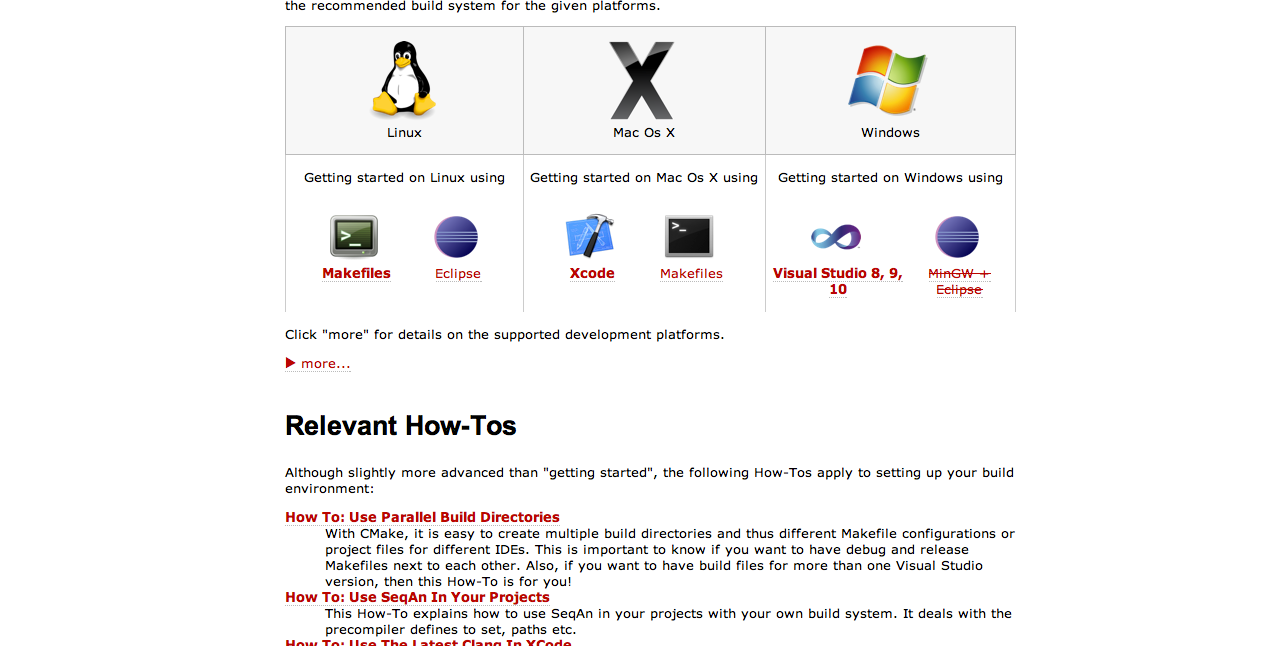 the recommended build system for the given platforms.
Linux
Mac Os X
Windows
Getting started on Linux using
Getting started on Mac Os X using
Getting started on Windows using
Makefiles
Eclipse
Xcode
Makefiles
Visual Studio 8, 9,
10
MinGW +
Eclipse
Click "more" for details on the supported development platforms.
▶ more...
Relevant How-Tos
Although slightly more advanced than "getting started", the following How-Tos apply to setting up your build
environment:
How To: Use Parallel Build Directories
With CMake, it is easy to create multiple build directories and thus different Makefile configurations or
project files for different IDEs. This is important to know if you want to have debug and release
Makefiles next to each other. Also, if you want to have build files for more than one Visual Studio
version, then this How-To is for you!
How To: Use SeqAn In Your Projects
This How-To explains how to use SeqAn in your projects with your own build system. It deals with the
precompiler defines to set, paths etc.
How To: Use The Latest Clang In XCode